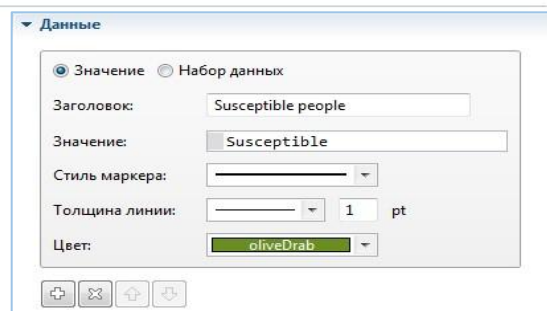 Данные
Значение Набор данных
Заголовок: Susceptible people
Значение: Susceptible
Стиль маркера:
Толщина линии: 1 pt
Цвет: oliveDrab